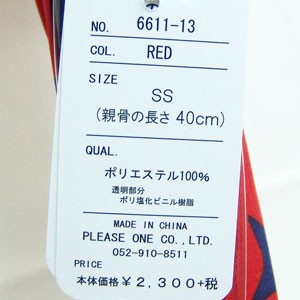 NO. 6611-13
COL. RED
SIZE
SS
(親骨の長さ 40cm)
QUAL.
ポリエステル100%
透明部分
ポリ塩化ビニル樹脂
MADE IN CHINA
PLEASE ONE CO., LTD.
052-910-8511
PRICE
本体価格¥2,300+税